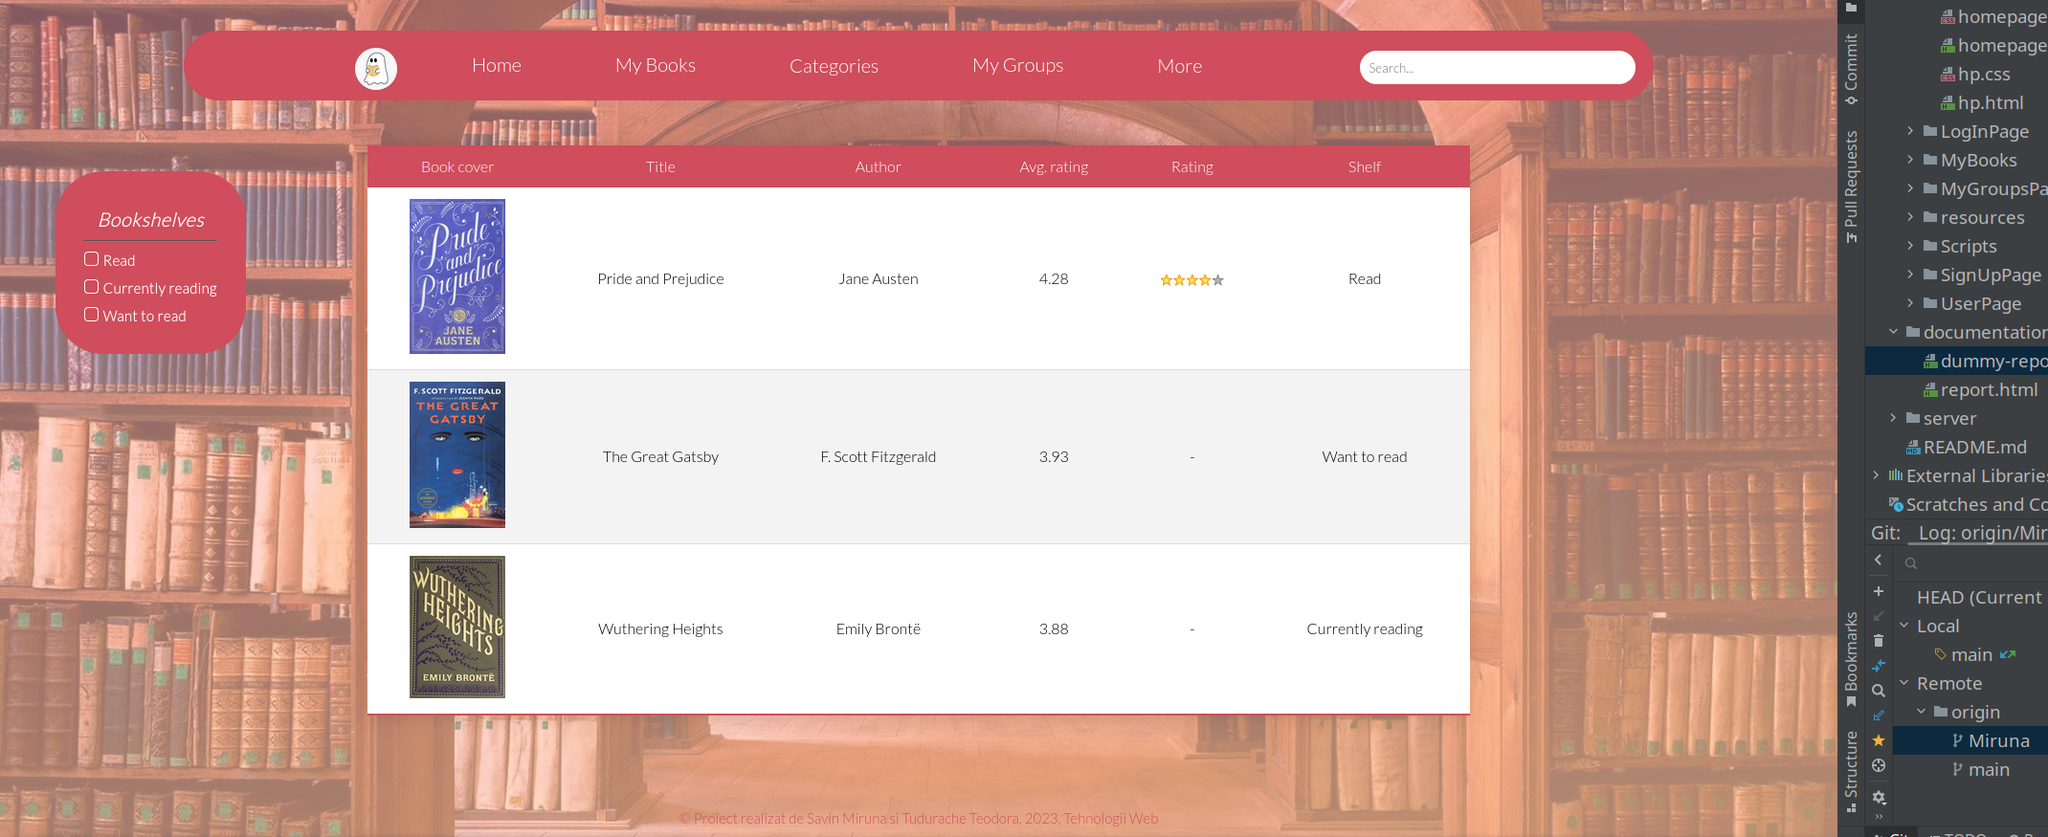 Home My Books Categories My Groups More Search...
Bookshelves
Read
Currently reading
Want to read
Book cover Title Author Avg. rating Rating Shelf
Pride and Prejudice
JANE AUSTEN
Pride and Prejudice Jane Austen 4.28 Read
F. SCOTT FITZGERALD
THE GREAT GATSBY
The Great Gatsby F. Scott Fitzgerald 3.93 - Want to read
WUTHERING HEIGHTS
EMILY BRONTË
Wuthering Heights Emily Brontë 3.88 - Currently reading
© Proiect realizat de Savin Miruna si Tudurache Teodora, 2023, Tehnologii Web
Commit
Pull Requests
Bookmarks
Structure
homepage
homepage
hp.css
hp.html
LogInPage
MyBooks
MyGroupsPa
resources
Scripts
SignUpPage
UserPage
documentation
dummy-repo
report.html
server
README.md
External Libraries
Scratches and Co
Git: Log: origin/Mir
HEAD (Current
Local
main
Remote
origin
Miruna
main